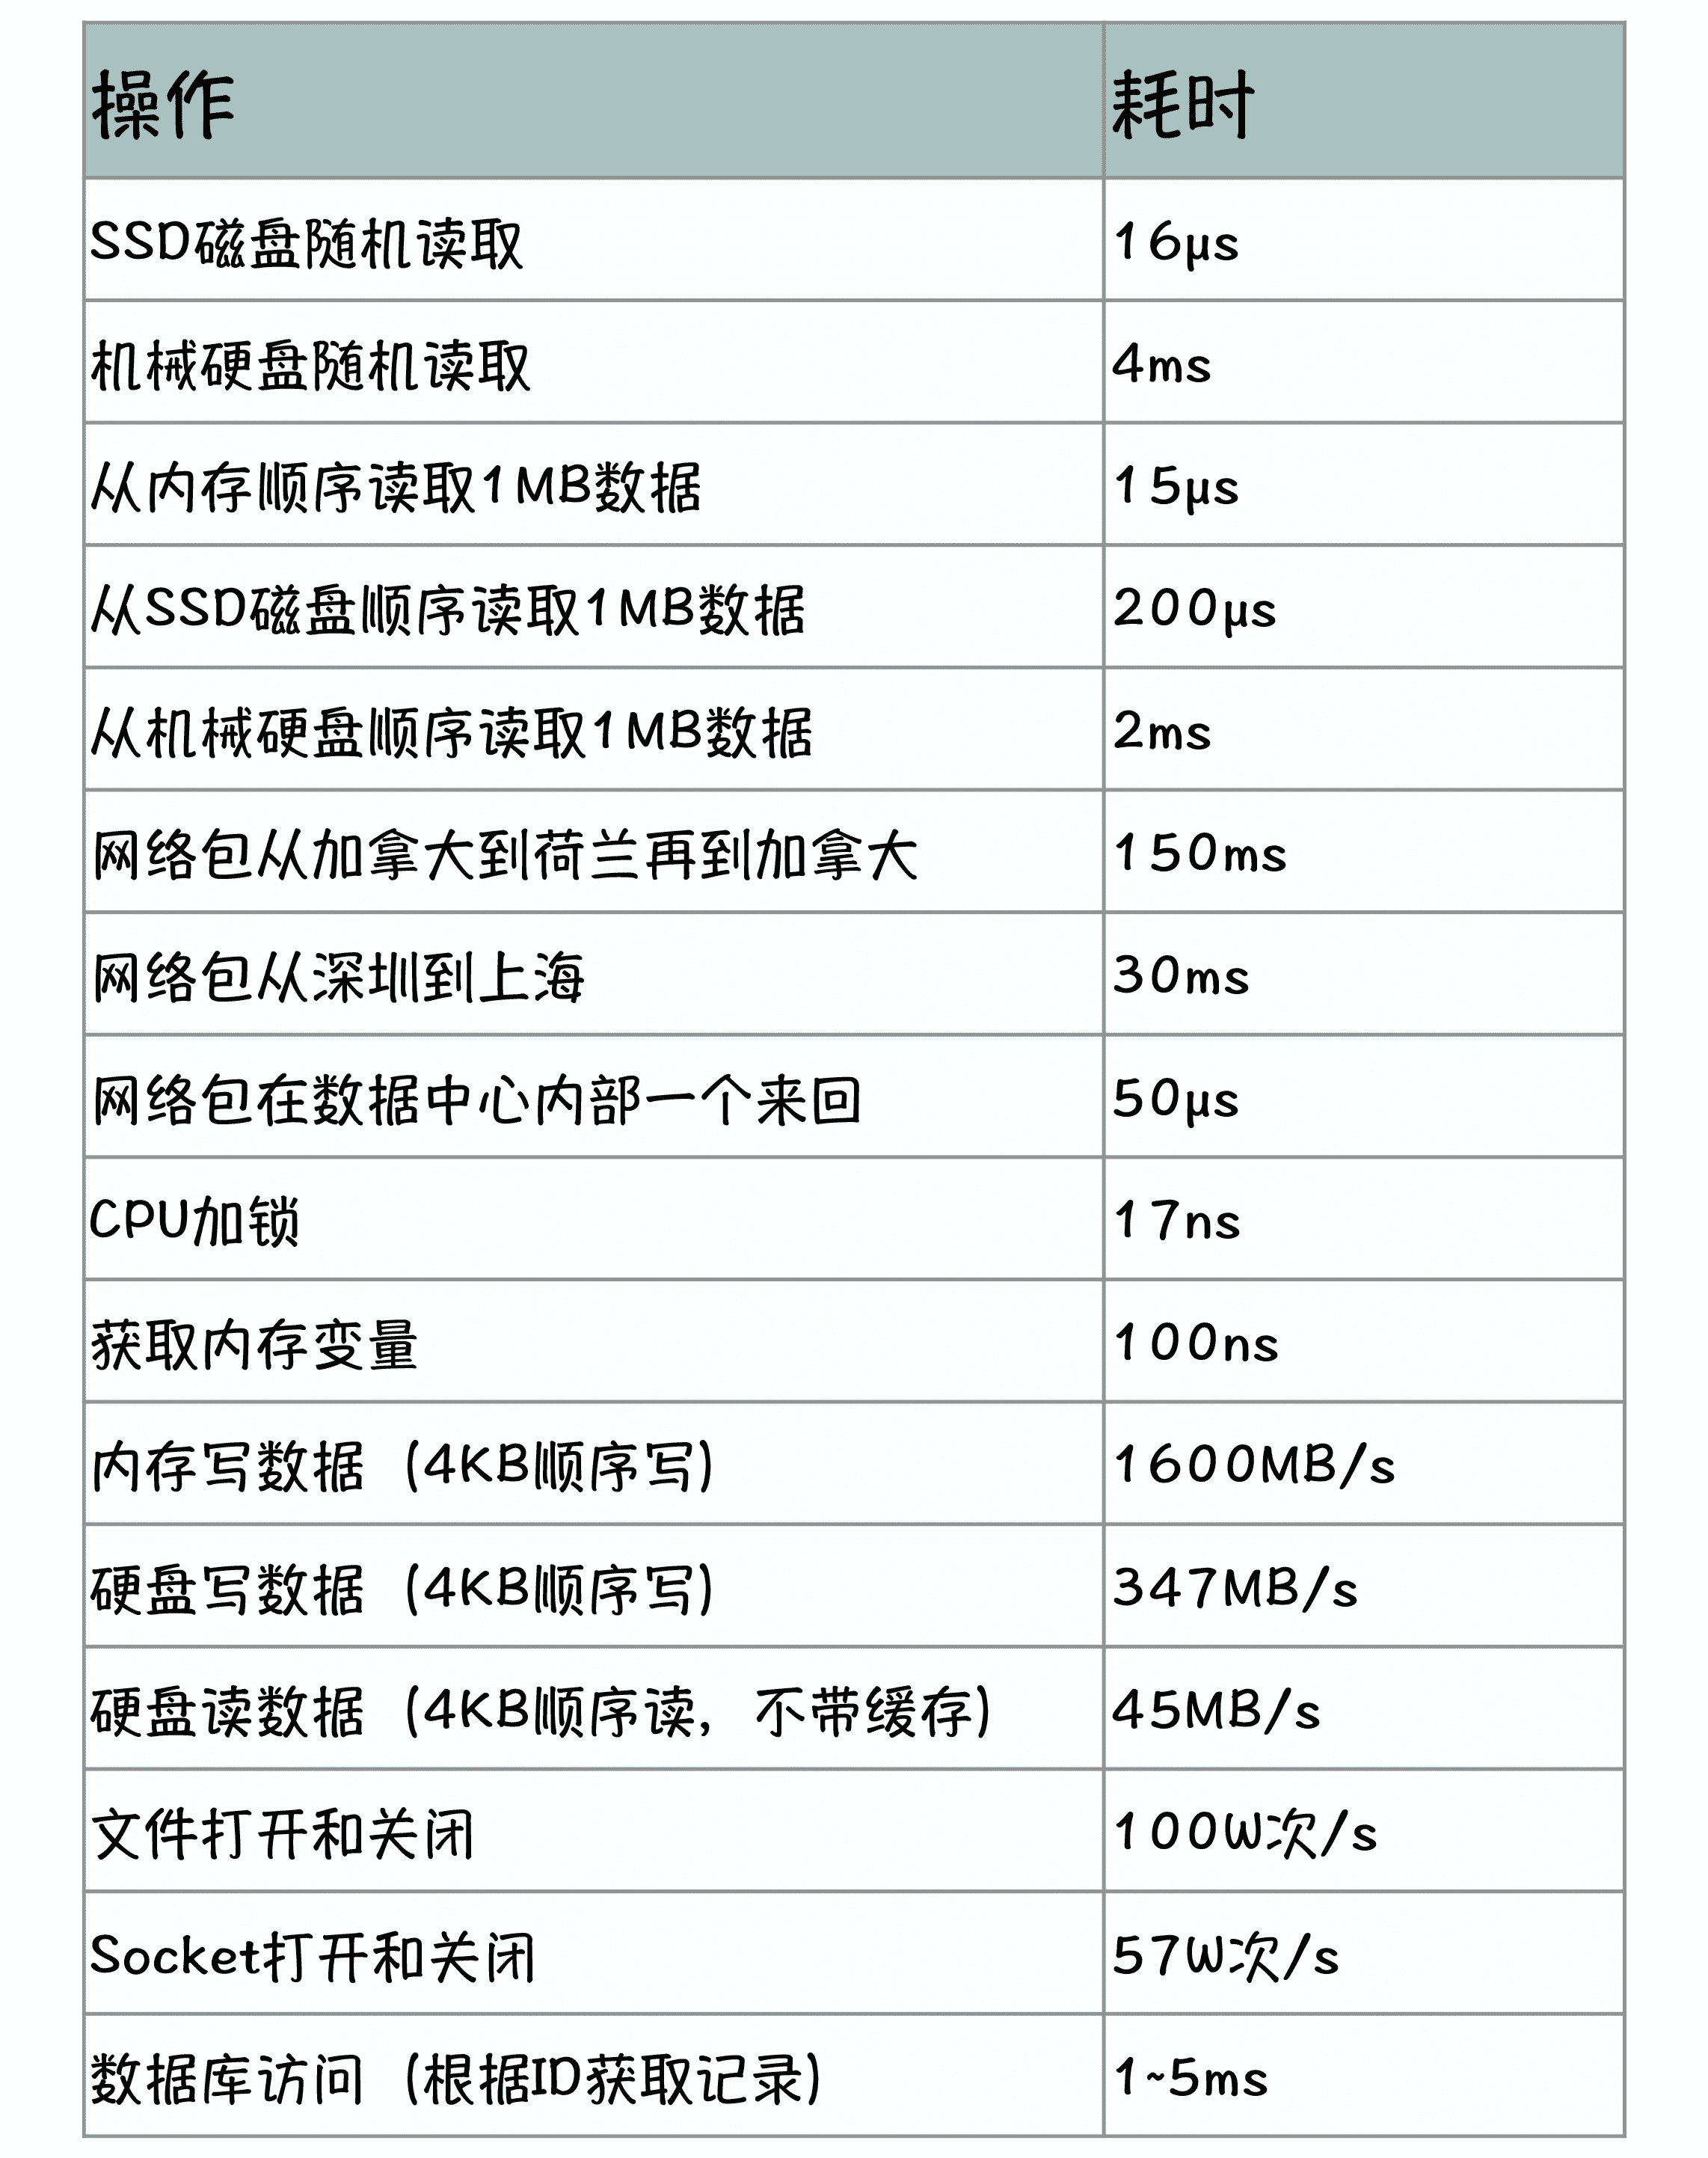 操作 耗时
SSD磁盘随机读取 16μs
机械硬盘随机读取 4ms
从内存顺序读取1MB数据 15μs
从SSD磁盘顺序读取1MB数据 200μs
从机械硬盘顺序读取1MB数据 2ms
网络包从加拿大到荷兰再到加拿大 150ms
网络包从深圳到上海 30ms
网络包在数据中心内部一个来回 50μs
CPU加锁 17ns
获取内存变量 100ns
内存写数据（4KB顺序写） 1600MB/s
硬盘写数据（4KB顺序写） 347MB/s
硬盘读数据（4KB顺序读，不带缓存） 45MB/s
文件打开和关闭 100W次/s
Socket打开和关闭 57W次/s
数据库访问（根据ID获取记录） 1~5ms